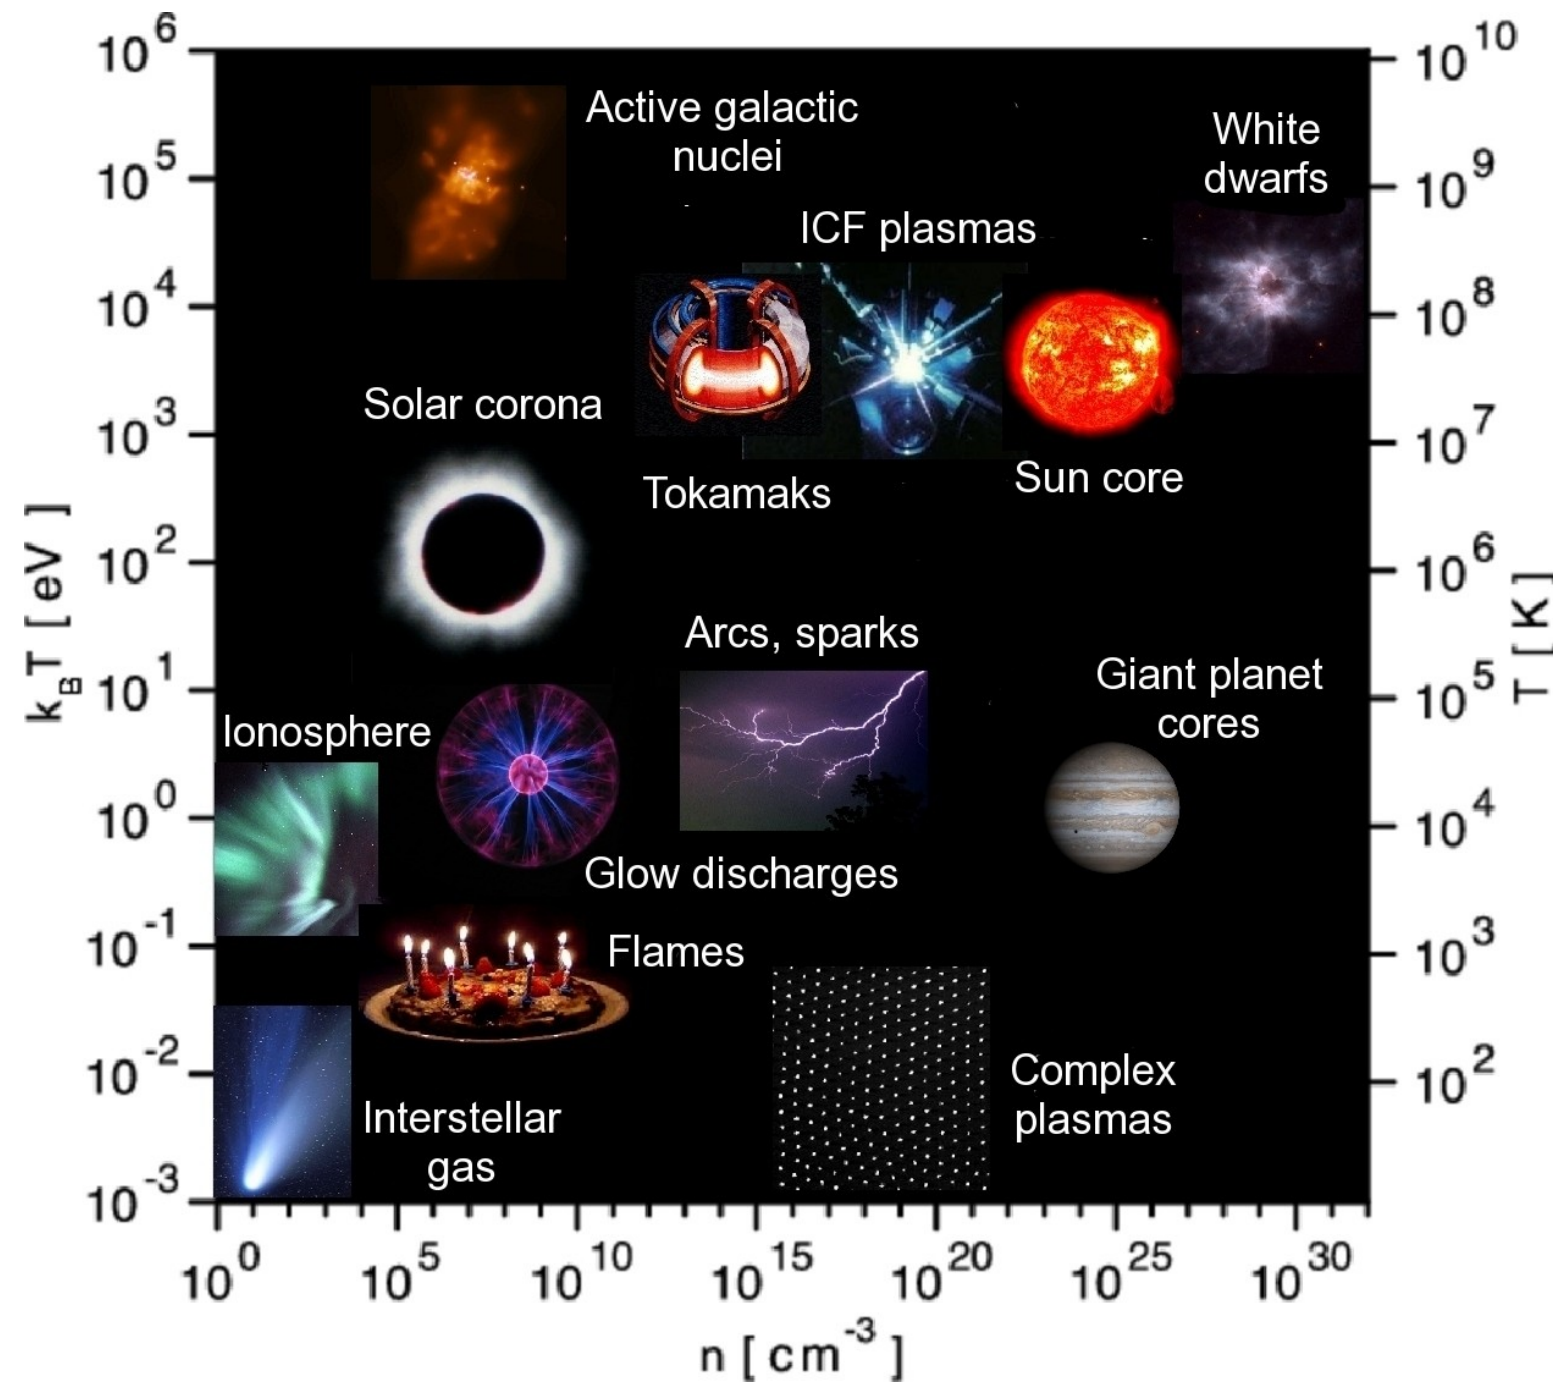 10^6
10^10
Active galactic
nuclei
White
dwarfs
10^5
10^9
ICF plasmas
10^4
10^8
Solar corona
10^3
10^7
Tokamaks
Sun core
10^2
10^6
k_BT [ eV ]
T [ K ]
Arcs, sparks
Giant planet
cores
10^1
10^5
Ionosphere
10^0
10^4
Glow discharges
Flames
10^-1
10^3
10^-2
10^2
Complex
plasmas
Interstellar
gas
10^-3
10^0 10^5 10^10 10^15 10^20 10^25 10^30
n [ cm^-3 ]